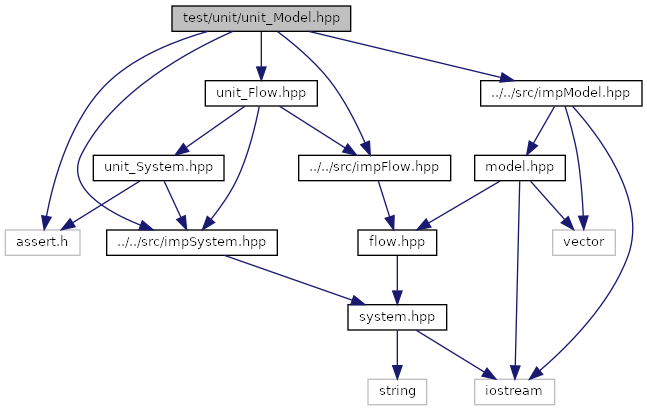 test/unit/unit_Model.hpp
unit_Flow.hpp
../../src/impModel.hpp
unit_System.hpp
../../src/impFlow.hpp
model.hpp
assert.h
../../src/impSystem.hpp
flow.hpp
vector
system.hpp
string
iostream